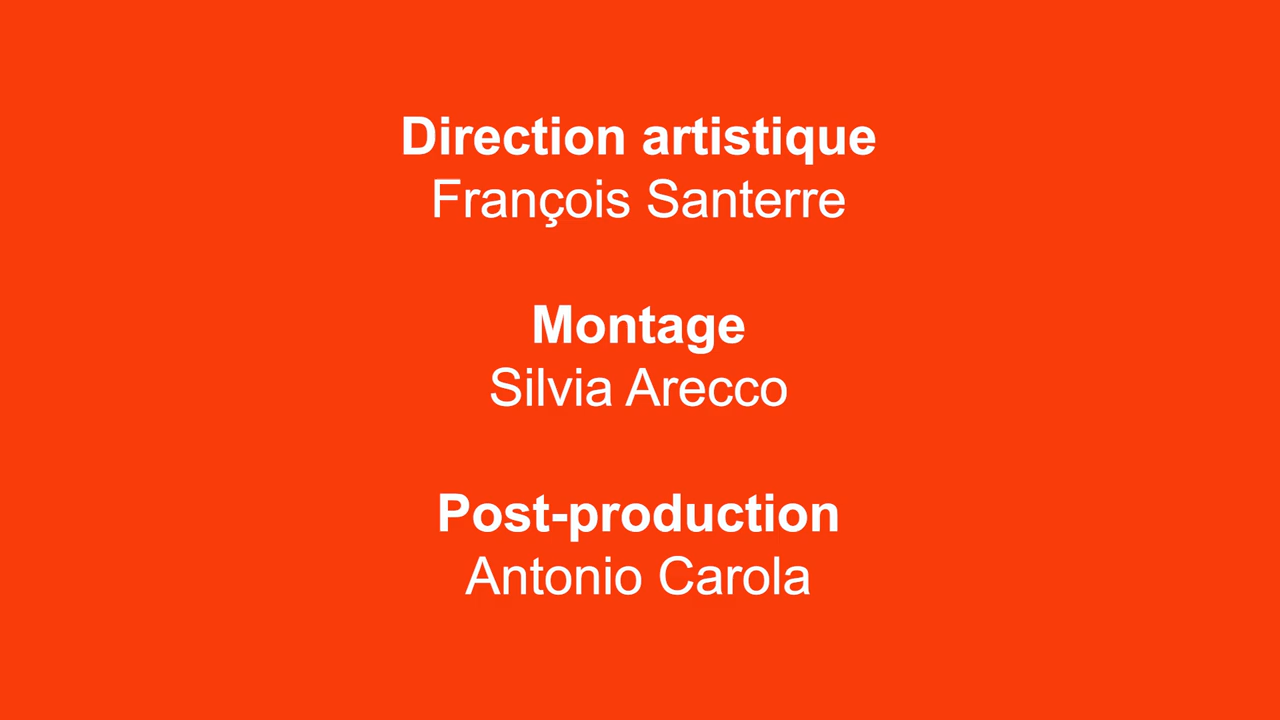 Direction artistique
François Santerre
Montage
Silvia Arecco
Post-production
Antonio Carola